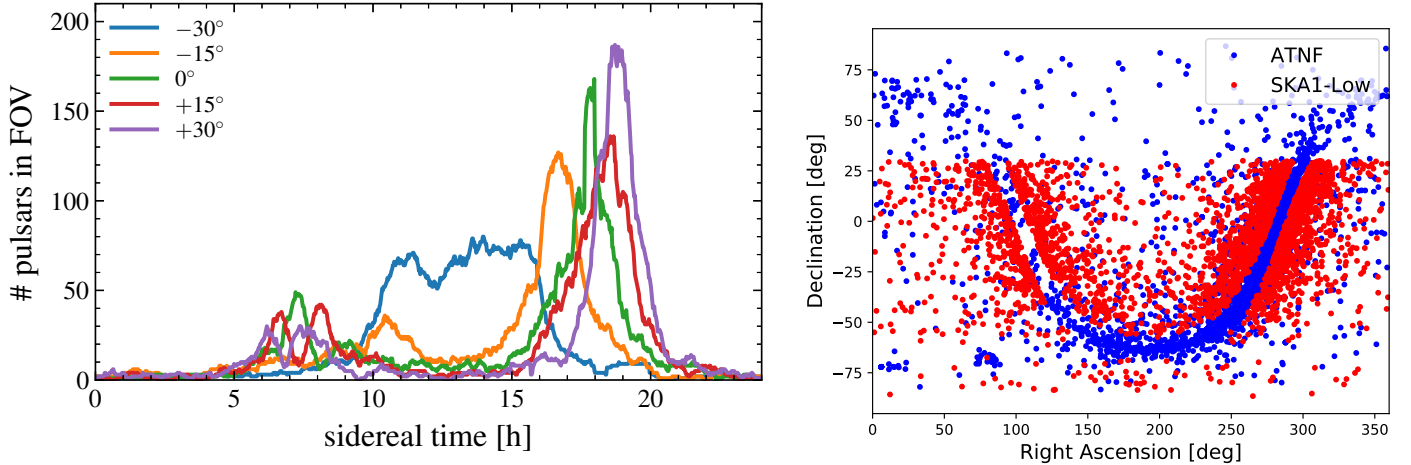 210
200
150
100
50
0
# pulsars in FOV
−30°
−15°
0°
+15°
+30°
0 5 10 15 20
sidereal time [h]
75
50
25
0
−25
−50
−75
Declination [deg]
ATNF
SKA1-Low
0 50 100 150 200 250 300 350
Right Ascension [deg]